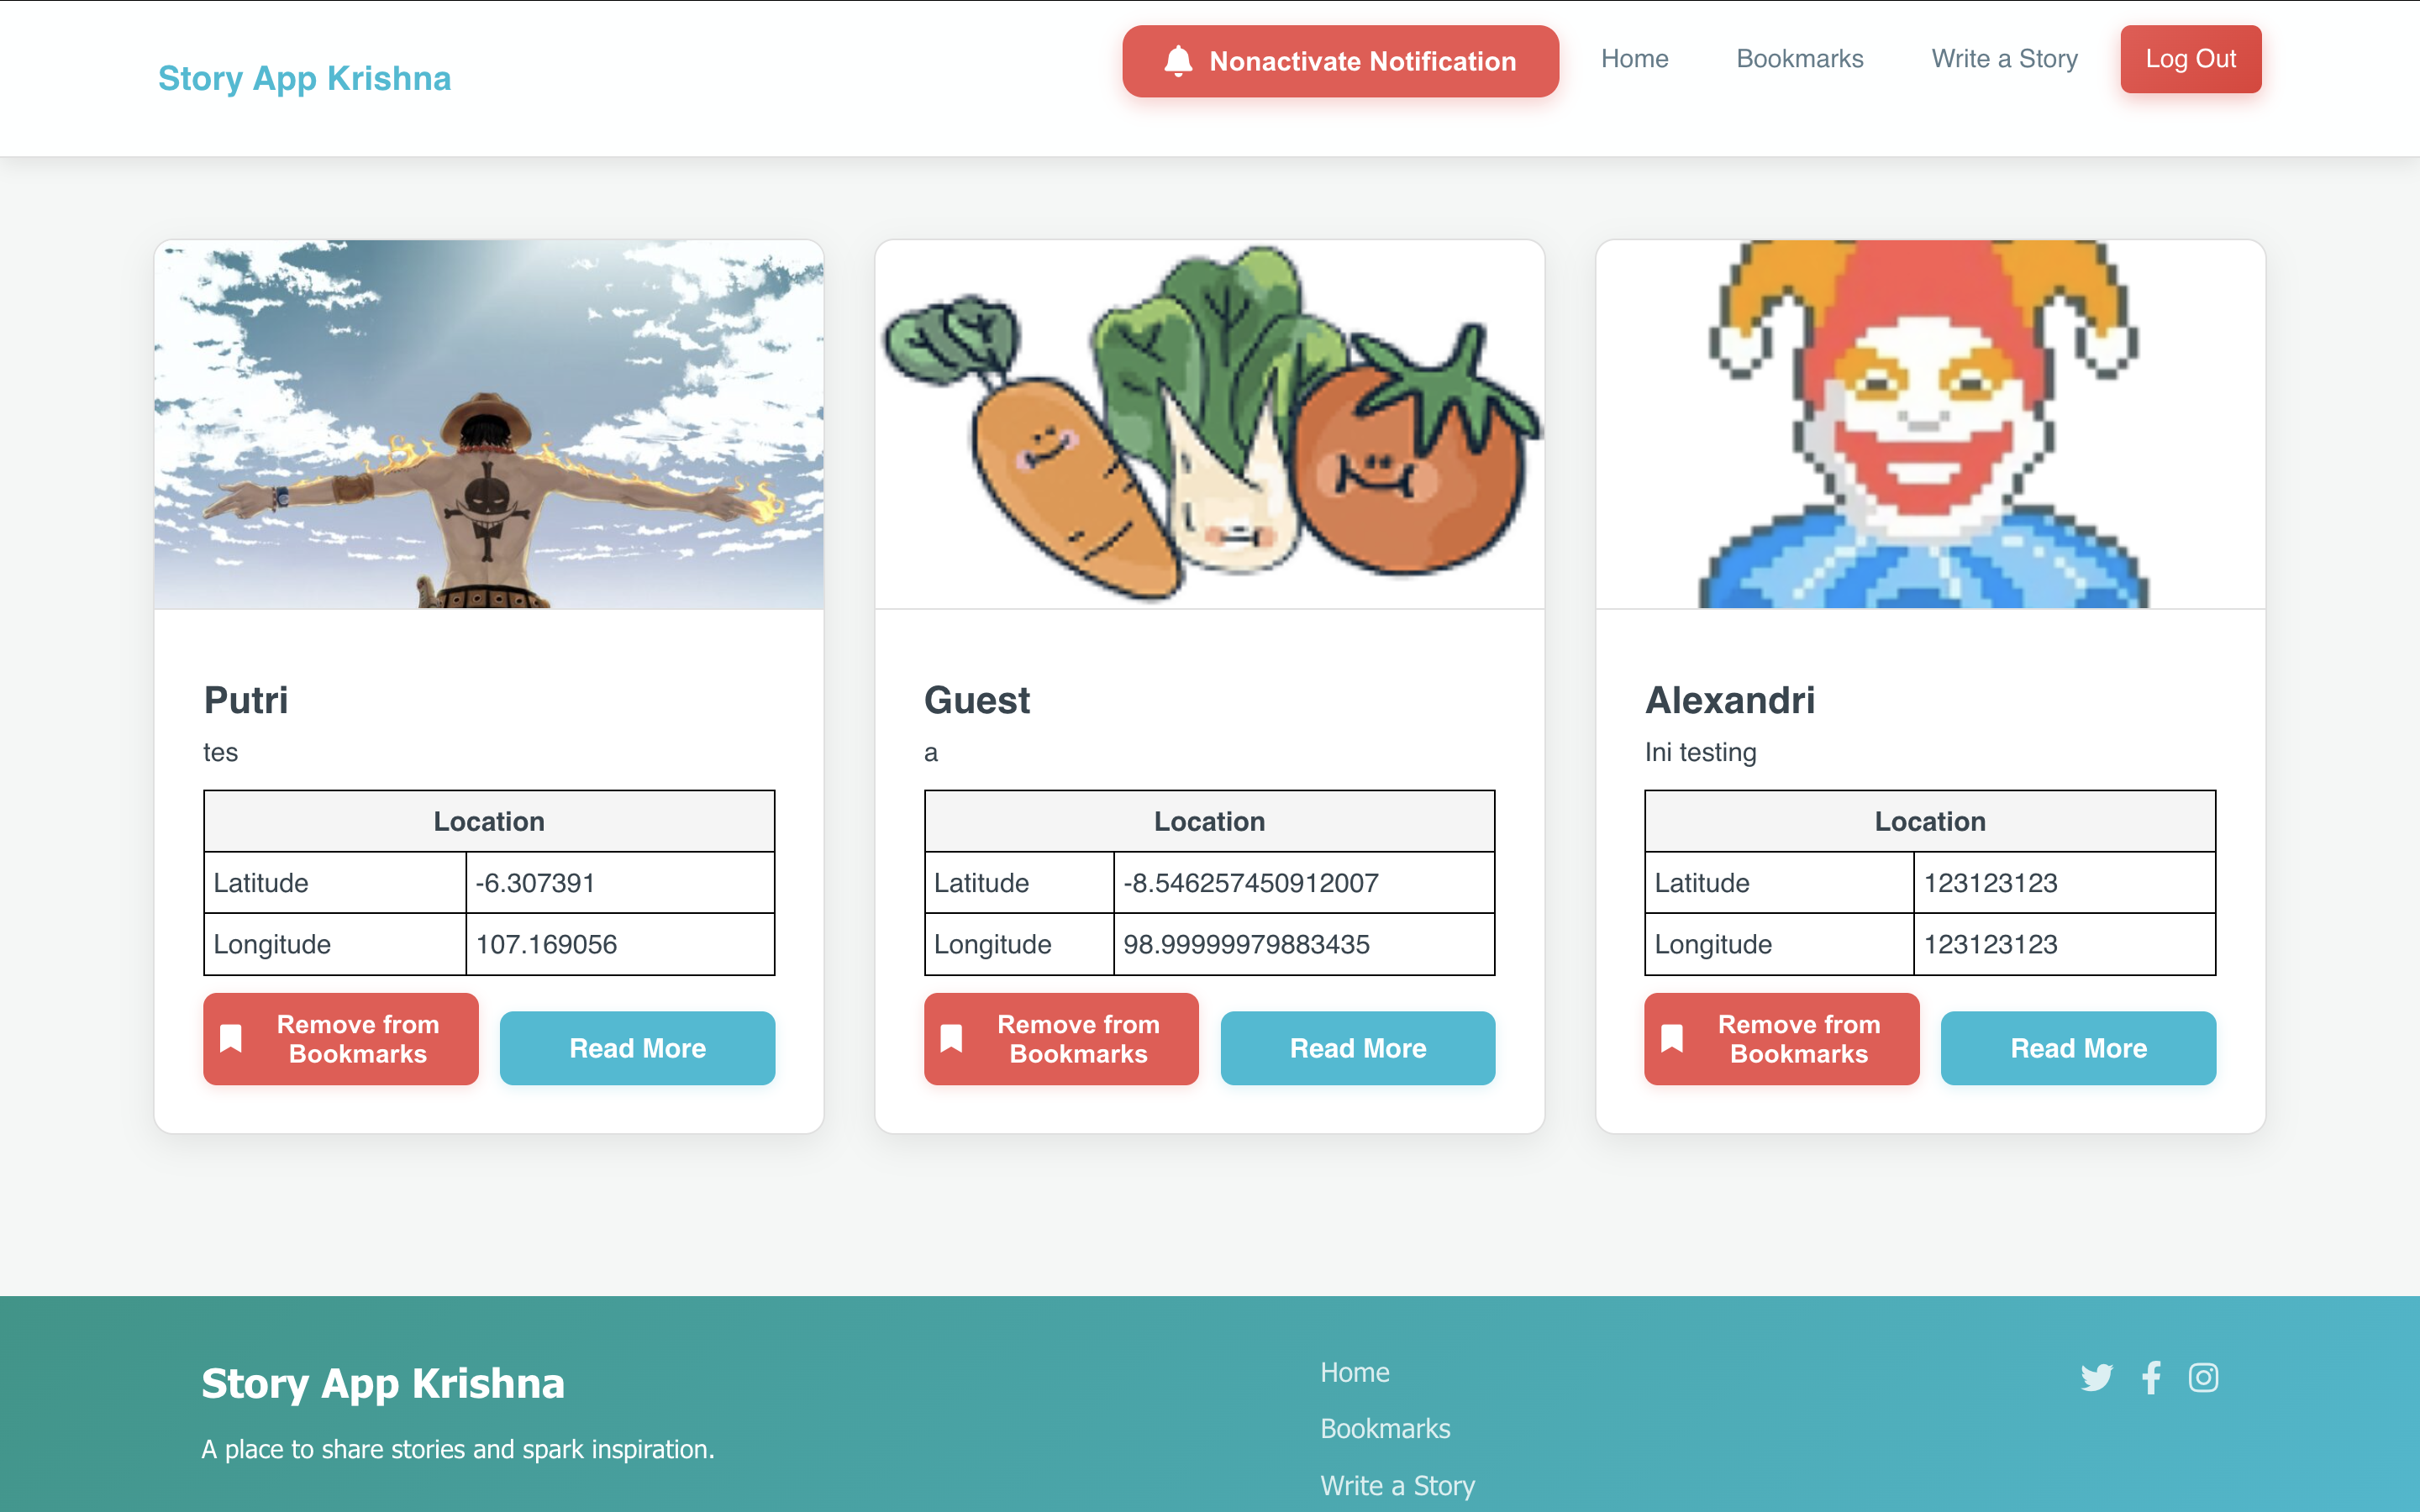 Story App Krishna
Nonactivate Notification
Home
Bookmarks
Write a Story
Log Out
Putri
tes
Location
Latitude -6.307391
Longitude 107.169056
Remove from
Bookmarks
Read More
Guest
a
Location
Latitude -8.546257450912007
Longitude 98.99999979883435
Remove from
Bookmarks
Read More
Alexandri
Ini testing
Location
Latitude 123123123
Longitude 123123123
Remove from
Bookmarks
Read More
Story App Krishna
A place to share stories and spark inspiration.
Home
Bookmarks
Write a Story